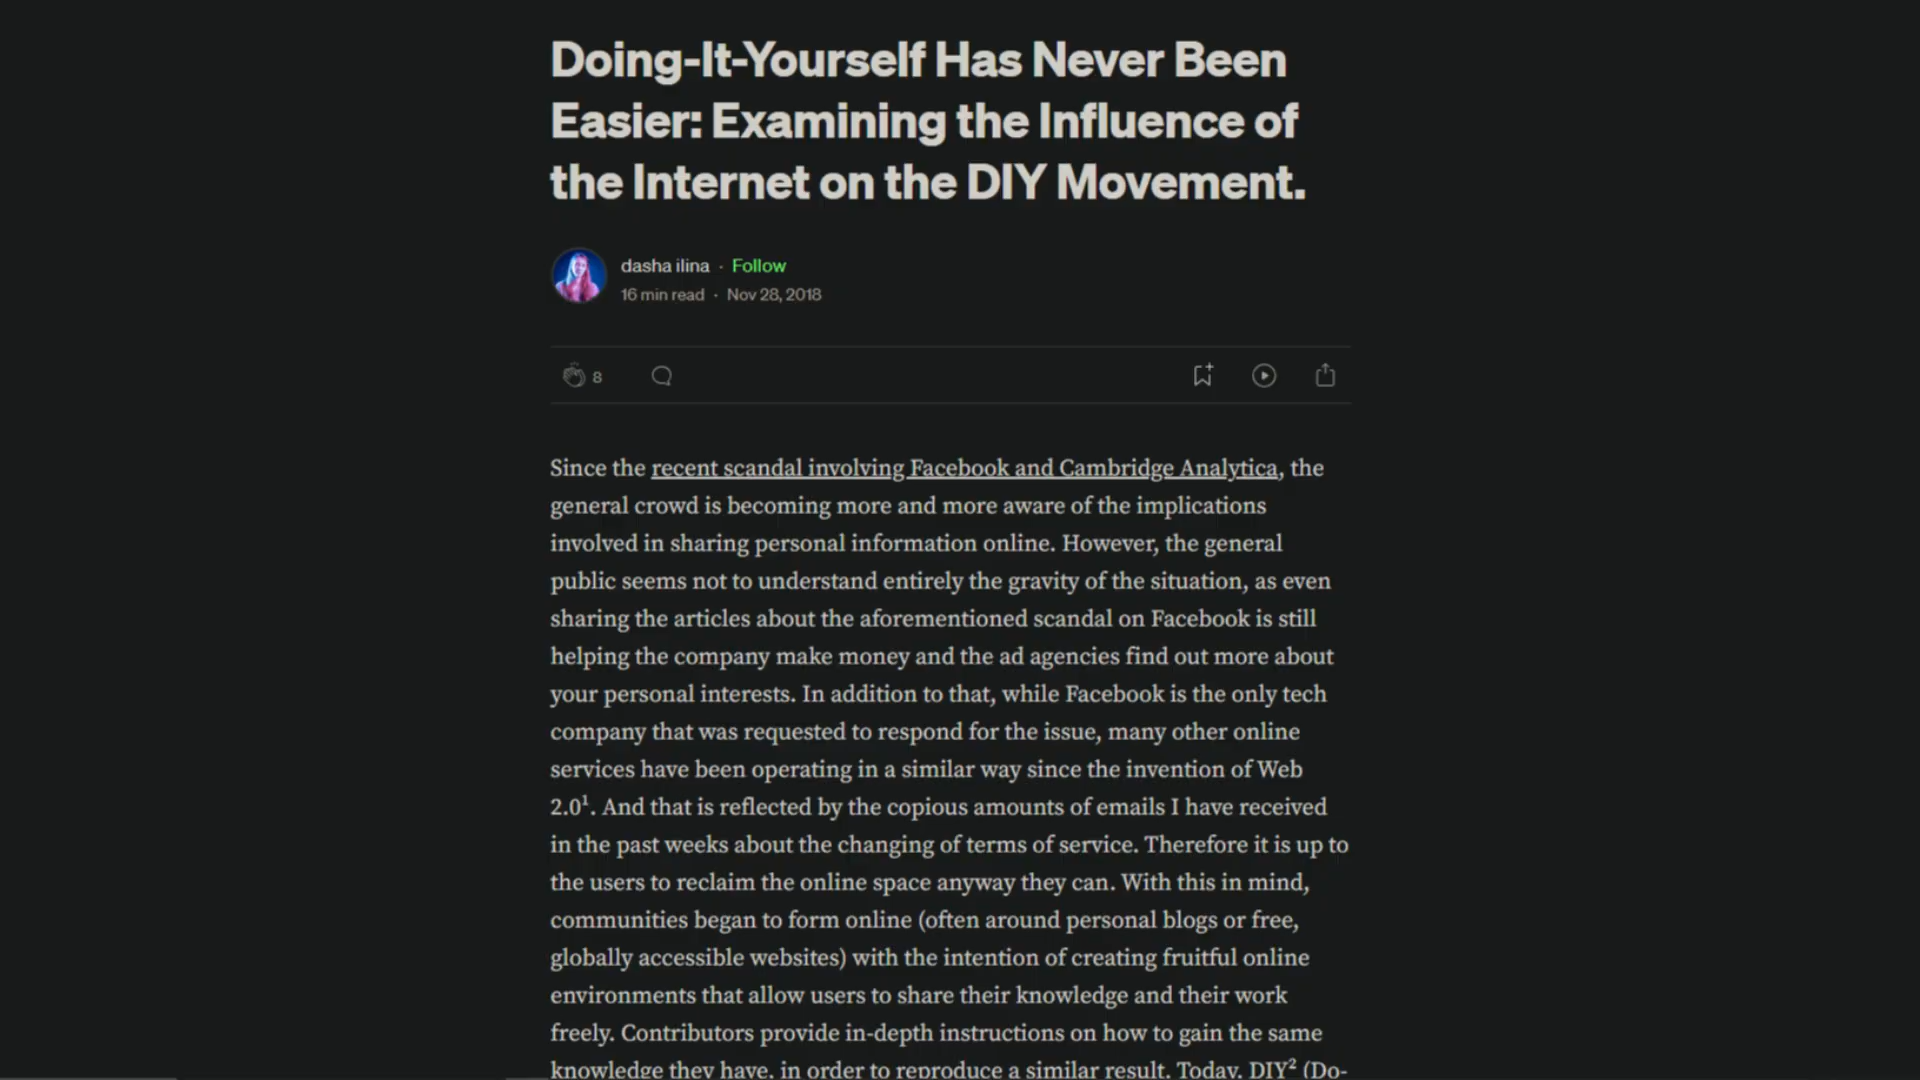 Doing-It-Yourself Has Never Been
Easier: Examining the Influence of
the Internet on the DIY Movement.
dasha ilina · Follow
16 min read · Nov 28, 2018
8
Since the recent scandal involving Facebook and Cambridge Analytica, the
general crowd is becoming more and more aware of the implications
involved in sharing personal information online. However, the general
public seems not to understand entirely the gravity of the situation, as even
sharing the articles about the aforementioned scandal on Facebook is still
helping the company make money and the ad agencies find out more about
your personal interests. In addition to that, while Facebook is the only tech
company that was requested to respond for the issue, many other online
services have been operating in a similar way since the invention of Web
2.0¹. And that is reflected by the copious amounts of emails I have received
in the past weeks about the changing of terms of service. Therefore it is up to
the users to reclaim the online space anyway they can. With this in mind,
communities began to form online (often around personal blogs or free,
globally accessible websites) with the intention of creating fruitful online
environments that allow users to share their knowledge and their work
freely. Contributors provide in-depth instructions on how to gain the same
knowledge they have, in order to reproduce a similar result. Today, DIY² (Do-